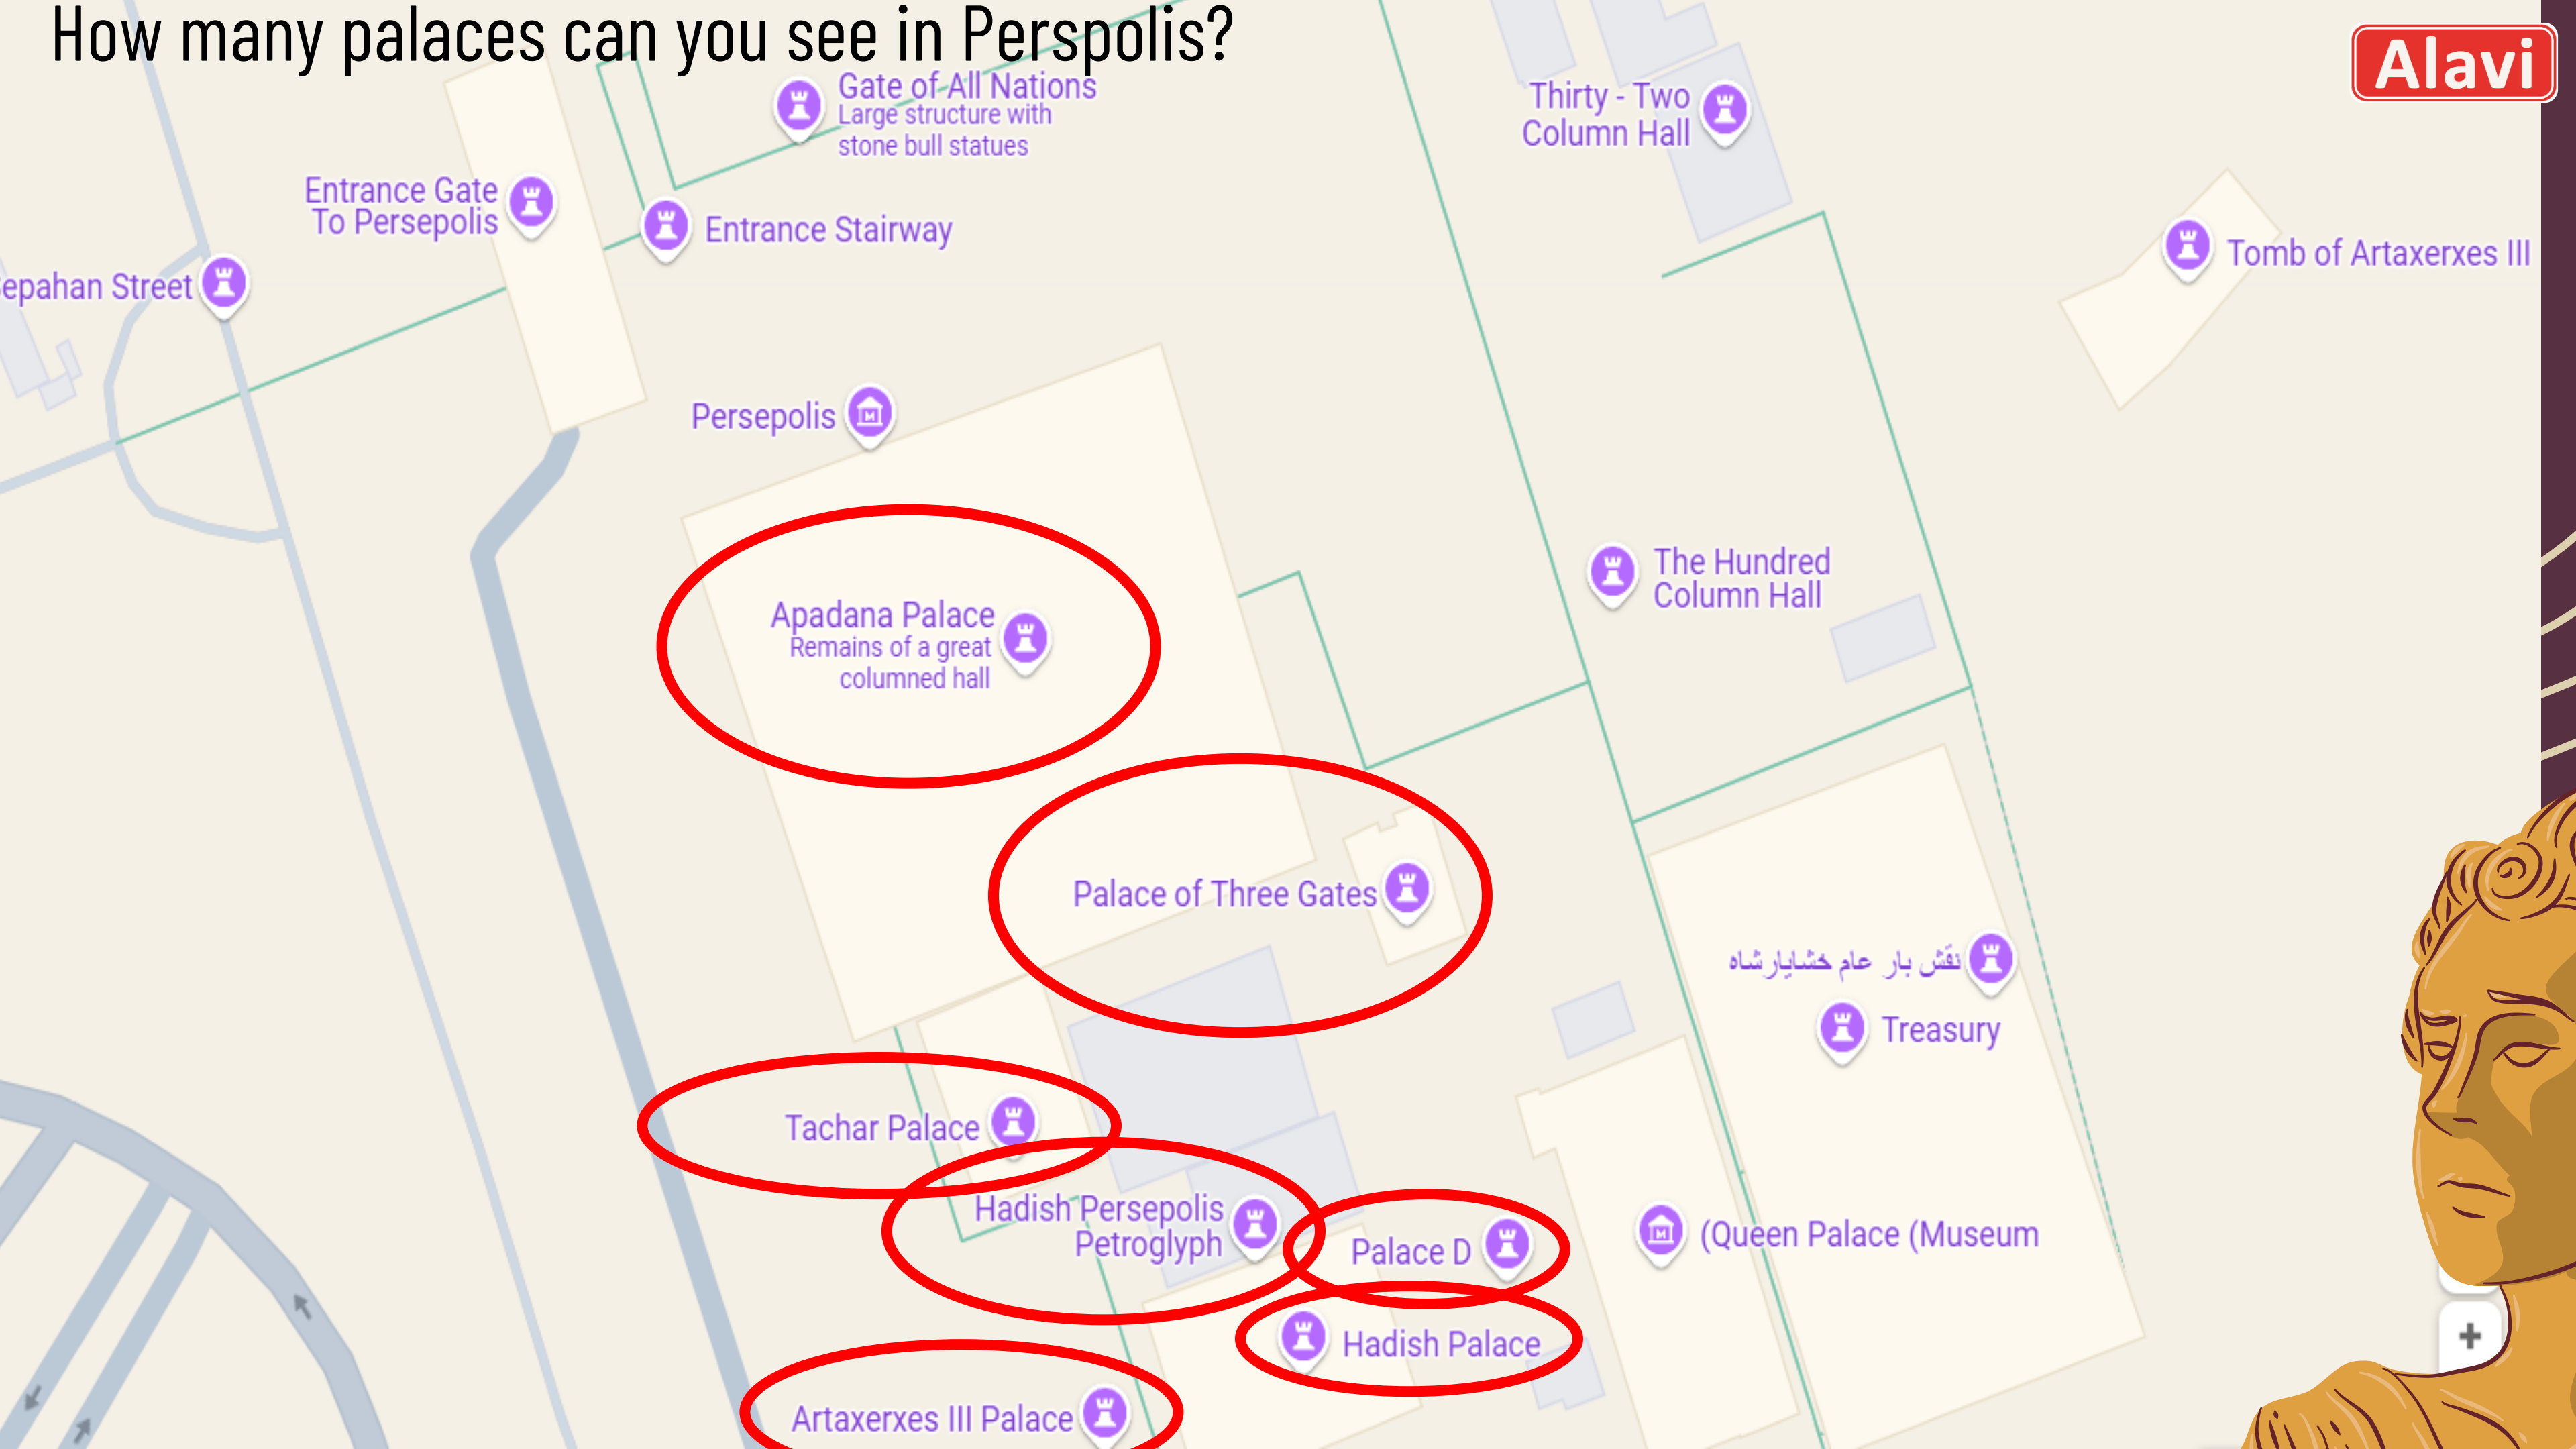 How many palaces can you see in Perspolis?
Alavi
Gate of All Nations
Large structure with
stone bull statues
Thirty - Two
Column Hall
Entrance Gate
To Persepolis
Entrance Stairway
Tomb of Artaxerxes III
epahan Street
Persepolis
The Hundred
Column Hall
Apadana Palace
Remains of a great
columned hall
Palace of Three Gates
نقش بار عام خشایارشاه
Treasury
Tachar Palace
Hadish Persepolis
Petroglyph
Palace D
(Queen Palace (Museum
Hadish Palace
Artaxerxes III Palace